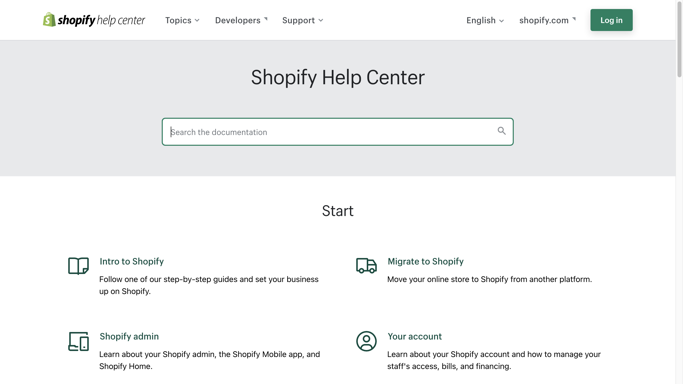 shopify help center
Topics
Developers
Support
English
shopify.com
Log in
Shopify Help Center
Search the documentation
Start
Intro to Shopify
Follow one of our step-by-step guides and set your business
up on Shopify.
Migrate to Shopify
Move your online store to Shopify from another platform.
Shopify admin
Learn about your Shopify admin, the Shopify Mobile app, and
Shopify Home.
Your account
Learn about your Shopify account and how to manage your
staff's access, bills, and financing.